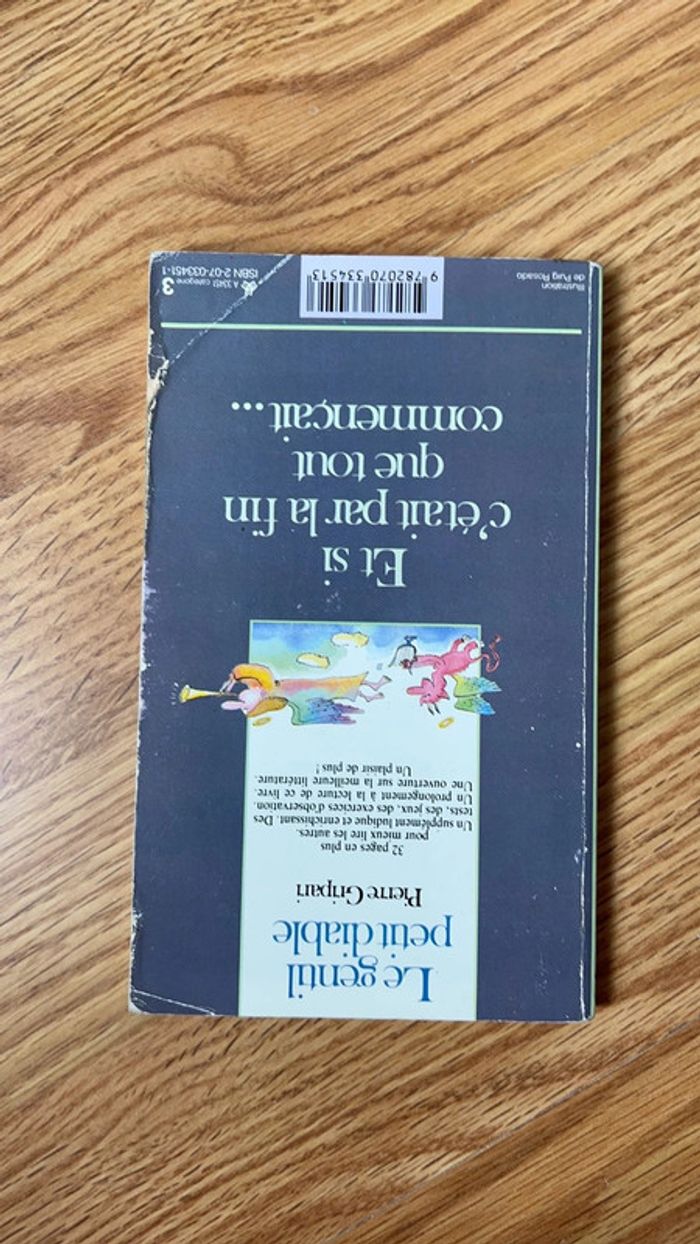 Le gentil
petit diable
Pierre Gripari
32 pages en plus
pour mieux lire les autres.
Un supplément ludique et enrichissant. Des
tests, des jeux, des exercices d'observation.
Un prolongement à la lecture de ce livre.
Une ouverture sur la meilleure littérature.
Un plaisir de plus !
Et si
c'était par la fin
que tout
commençait...
Illustration
de Puig Rosado
9 782070 334513
A 33451 catégorie 3
ISBN 2-07-033451-1